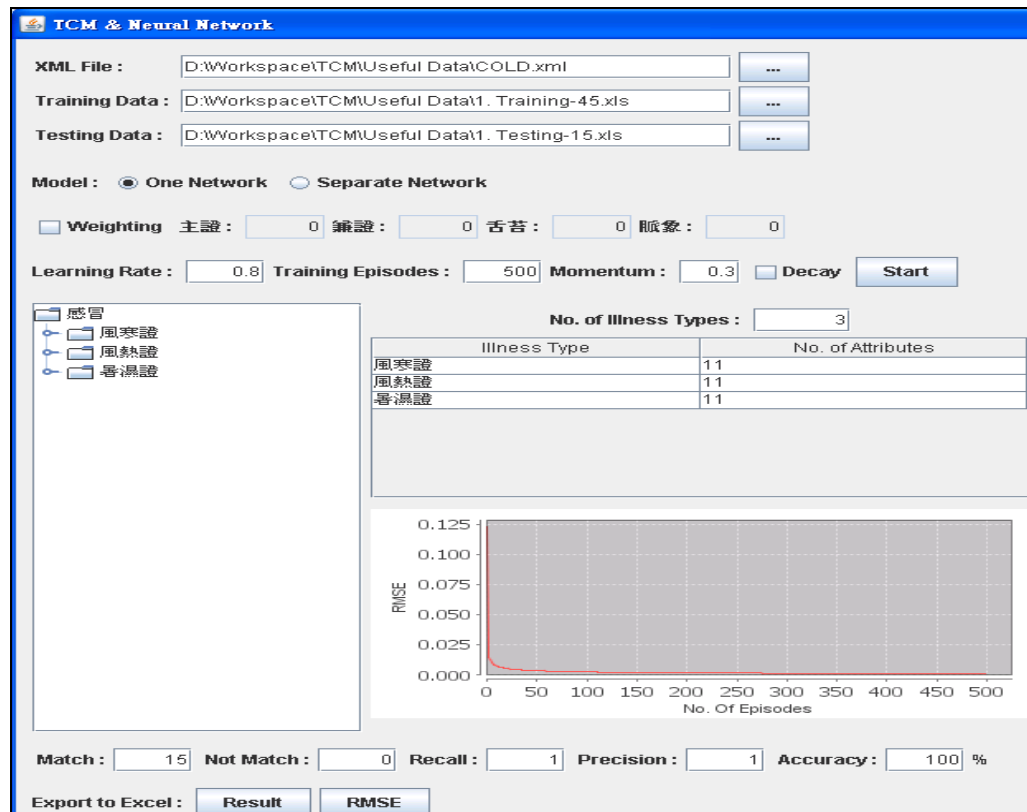 TCM & Neural Network
XML File : D:\Workspace\TCM\Useful Data\COLD.xml ...
Training Data : D:\Workspace\TCM\Useful Data\1. Training-45.xls ...
Testing Data : D:\Workspace\TCM\Useful Data\1. Testing-15.xls ...
Model : One Network Separate Network
Weighting 主證 : 0 兼證 : 0 舌苔 : 0 脈象 : 0
Learning Rate : 0.8 Training Episodes : 500 Momentum : 0.3 Decay Start
感冒
風寒證
風熱證
暑濕證
No. of Illness Types : 3
Illness Type No. of Attributes
風寒證 11
風熱證 11
暑濕證 11
0.125
0.100
0.075
0.050
0.025
0.000
RMSE
0 50 100 150 200 250 300 350 400 450 500
No. Of Episodes
Match : 15 Not Match : 0 Recall : 1 Precision : 1 Accuracy : 100 %
Export to Excel : Result RMSE